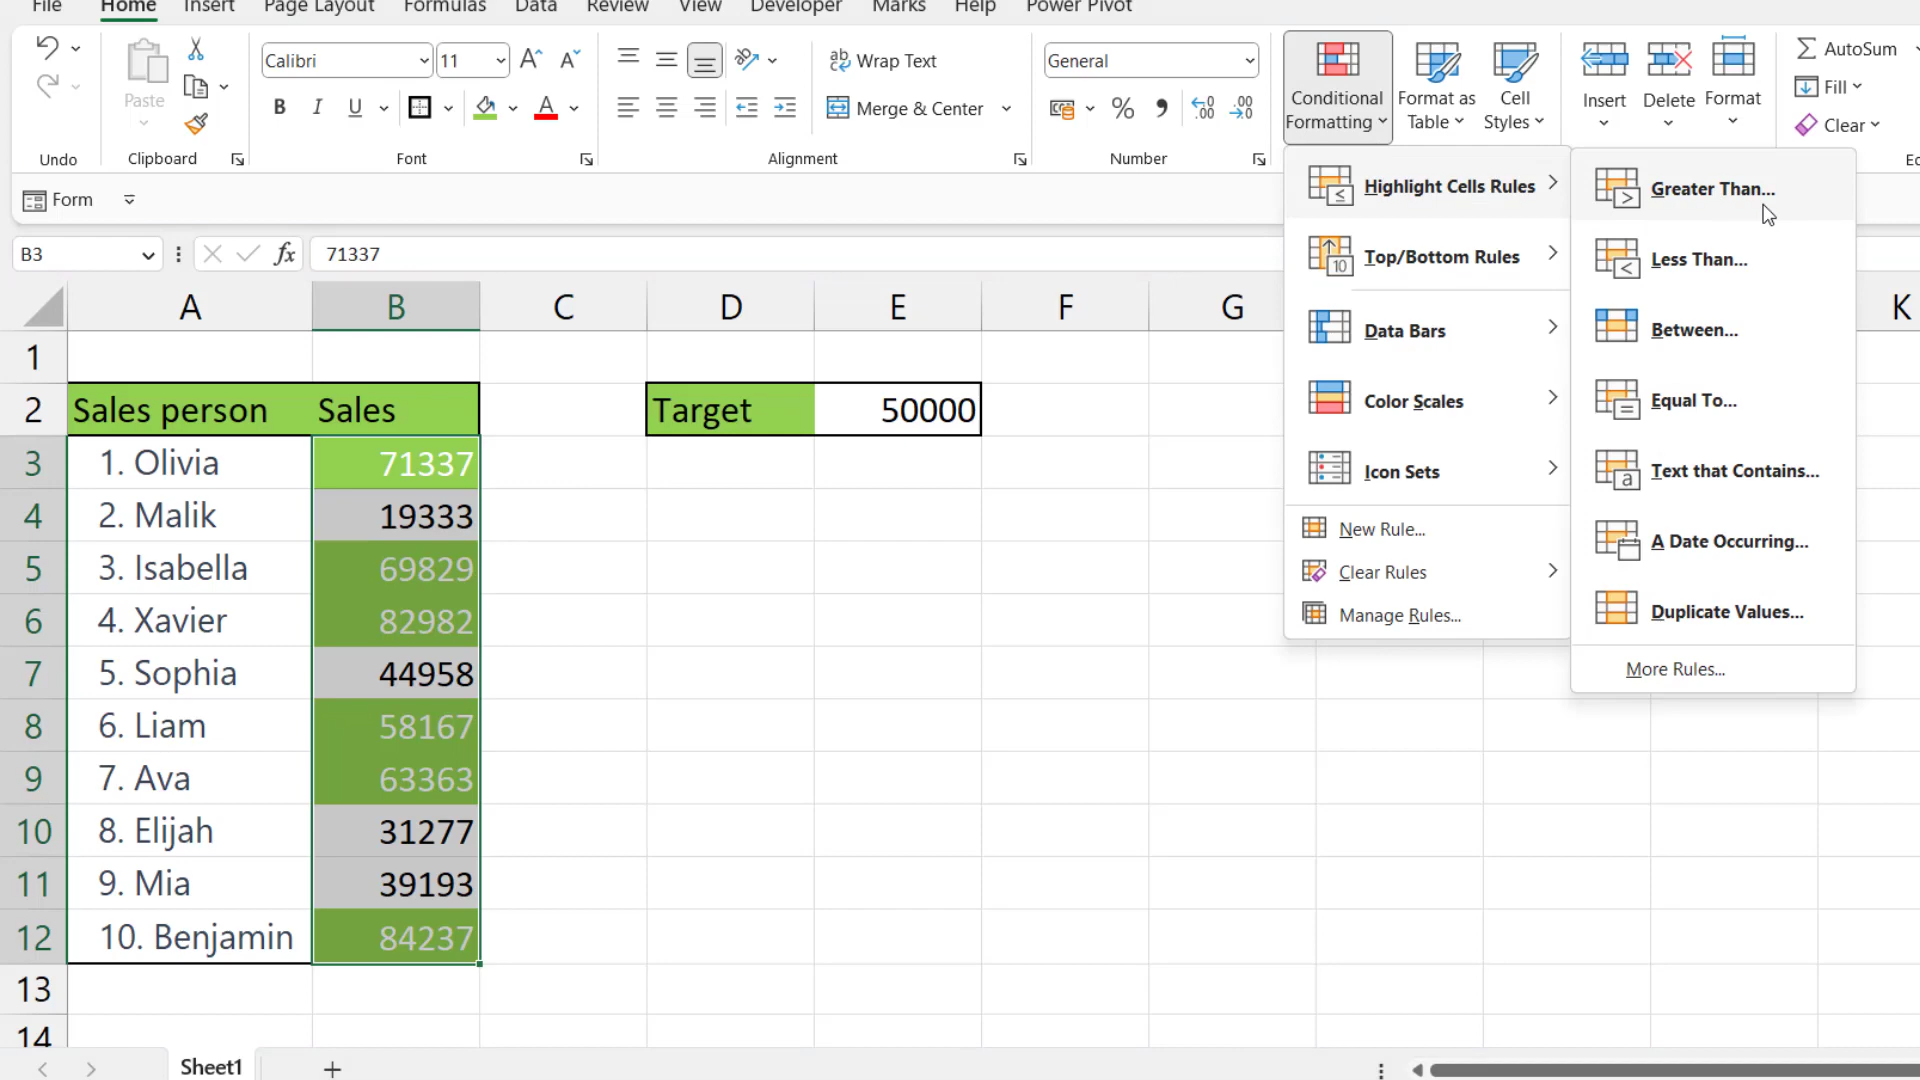 File Home Insert Page Layout Formulas Data Review View Developer Marks Help Power Pivot
Paste
Calibri 11
B I U A
ab Wrap Text
Merge & Center
General
% 9 .00
Conditional Formatting
Format as Table
Cell Styles
Insert Delete Format
AutoSum
Fill
Clear
Undo Clipboard Font Alignment Number
Form
B3 fx 71337
Highlight Cells Rules
Top/Bottom Rules
Data Bars
Color Scales
Icon Sets
New Rule...
Clear Rules
Manage Rules...
Greater Than...
Less Than...
Between...
Equal To...
Text that Contains...
A Date Occurring...
Duplicate Values...
More Rules...
A B C D E F G K
1
2 Sales person Sales Target 50000
3 1. Olivia 71337
4 2. Malik 19333
5 3. Isabella 69829
6 4. Xavier 82982
7 5. Sophia 44958
8 6. Liam 58167
9 7. Ava 63363
10 8. Elijah 31277
11 9. Mia 39193
12 10. Benjamin 84237
13
14
Sheet1